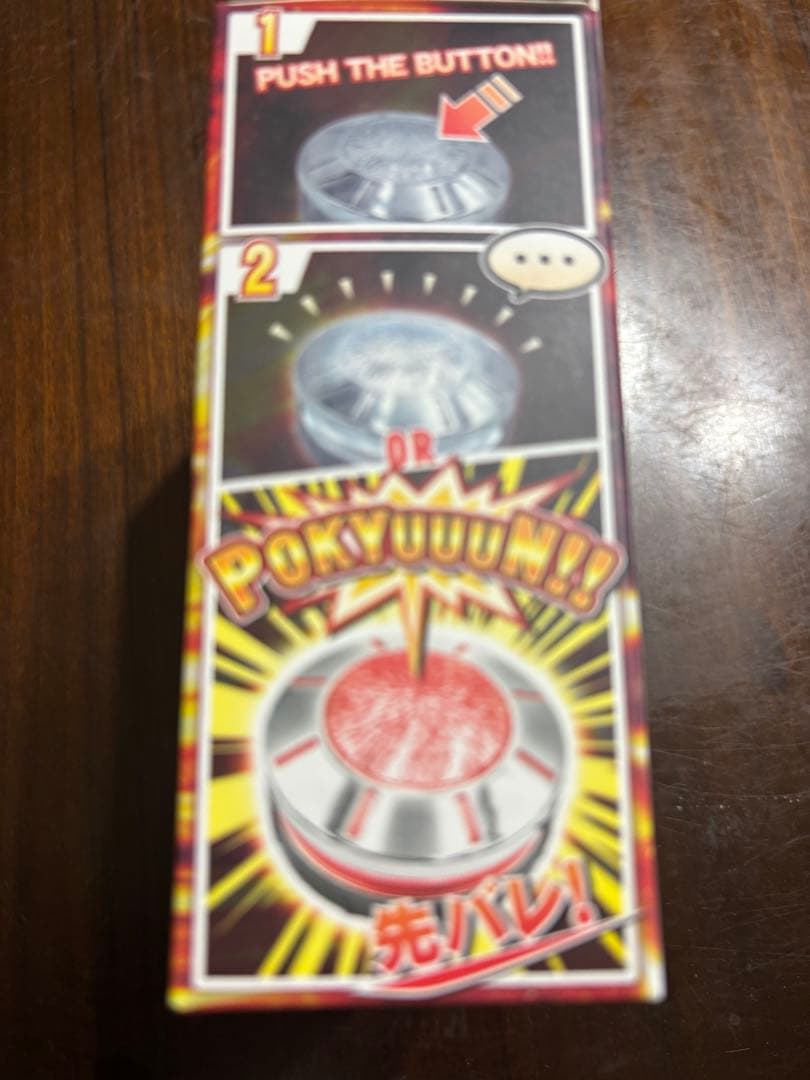 1
PUSH THE BUTTON!!
2
...
OR
POKYUUUN!!
先バレ!